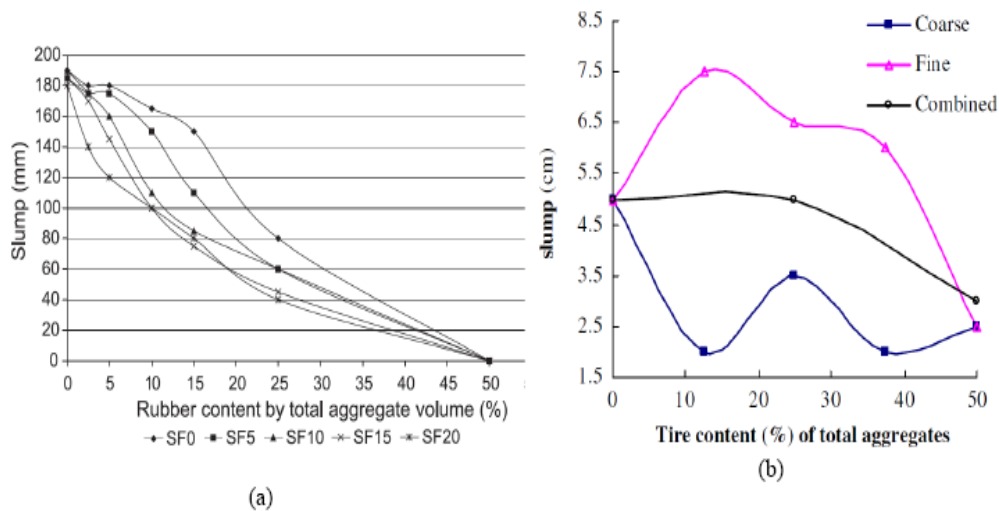 200
180
160
140
120
100
80
60
40
20
0
Slump (mm)
0 5 10 15 20 25 30 35 40 45 50
Rubber content by total aggregate volume (%)
SF0 SF5 SF10 SF15 SF20
(a)
(b)
8.5
7.5
6.5
5.5
4.5
3.5
2.5
1.5
slump (cm)
Coarse
Fine
Combined
0 10 20 30 40 50
Tire content (%) of total aggregates
(b)